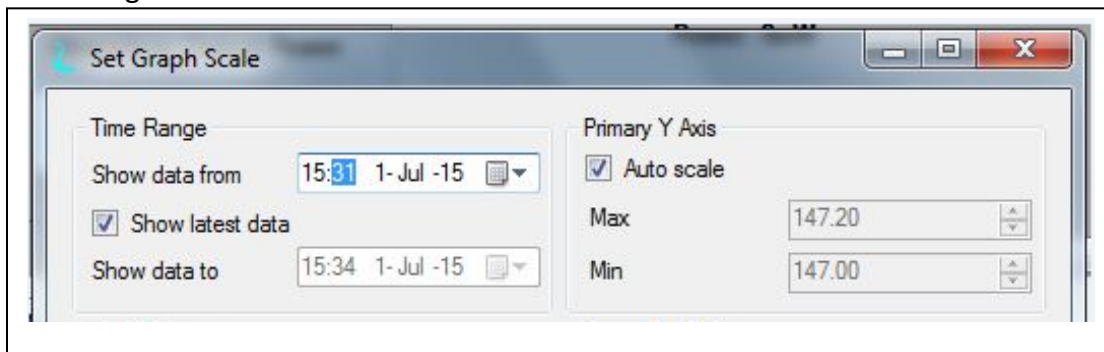 Set Graph Scale
Time Range
Show data from 15:31 1- Jul -15
Show latest data
Show data to 15:34 1- Jul -15
Primary Y Axis
Auto scale
Max 147.20
Min 147.00